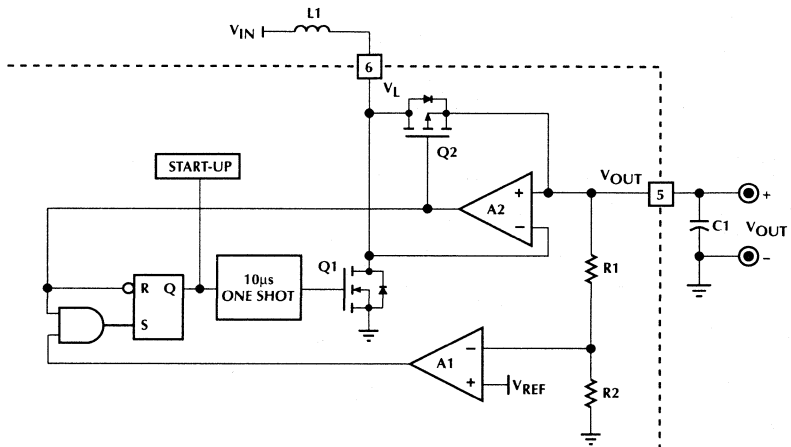 L1
VIN
6
VL
Q2
START-UP
VOUT
5
+
A2
+
−
C1
VOUT
−
R1
Q1
R Q
10µs
ONE SHOT
S
A1
−
+
VREF
R2